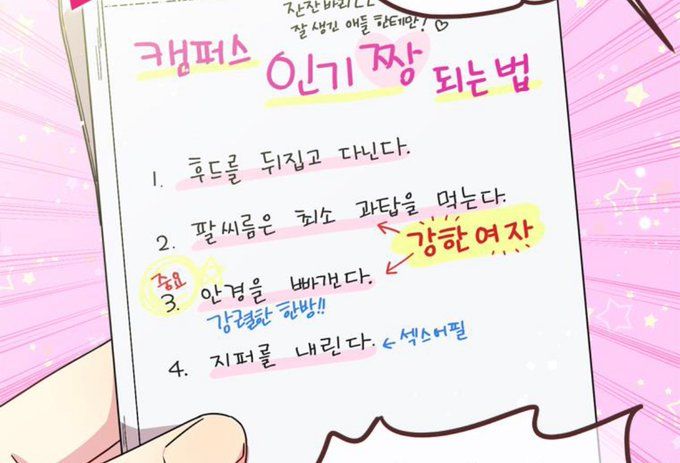 잘 생긴 애들 한테만! ♡
캠퍼스 인기 짱 되는 법
1. 후드를 뒤집고 다닌다.
2. 팔씨름은 최소 과탑을 먹는다.
강한 여자
중요
3. 안경을 빠갠다.
강렬한 한방!!
4. 지퍼를 내린다. ← 섹스어필